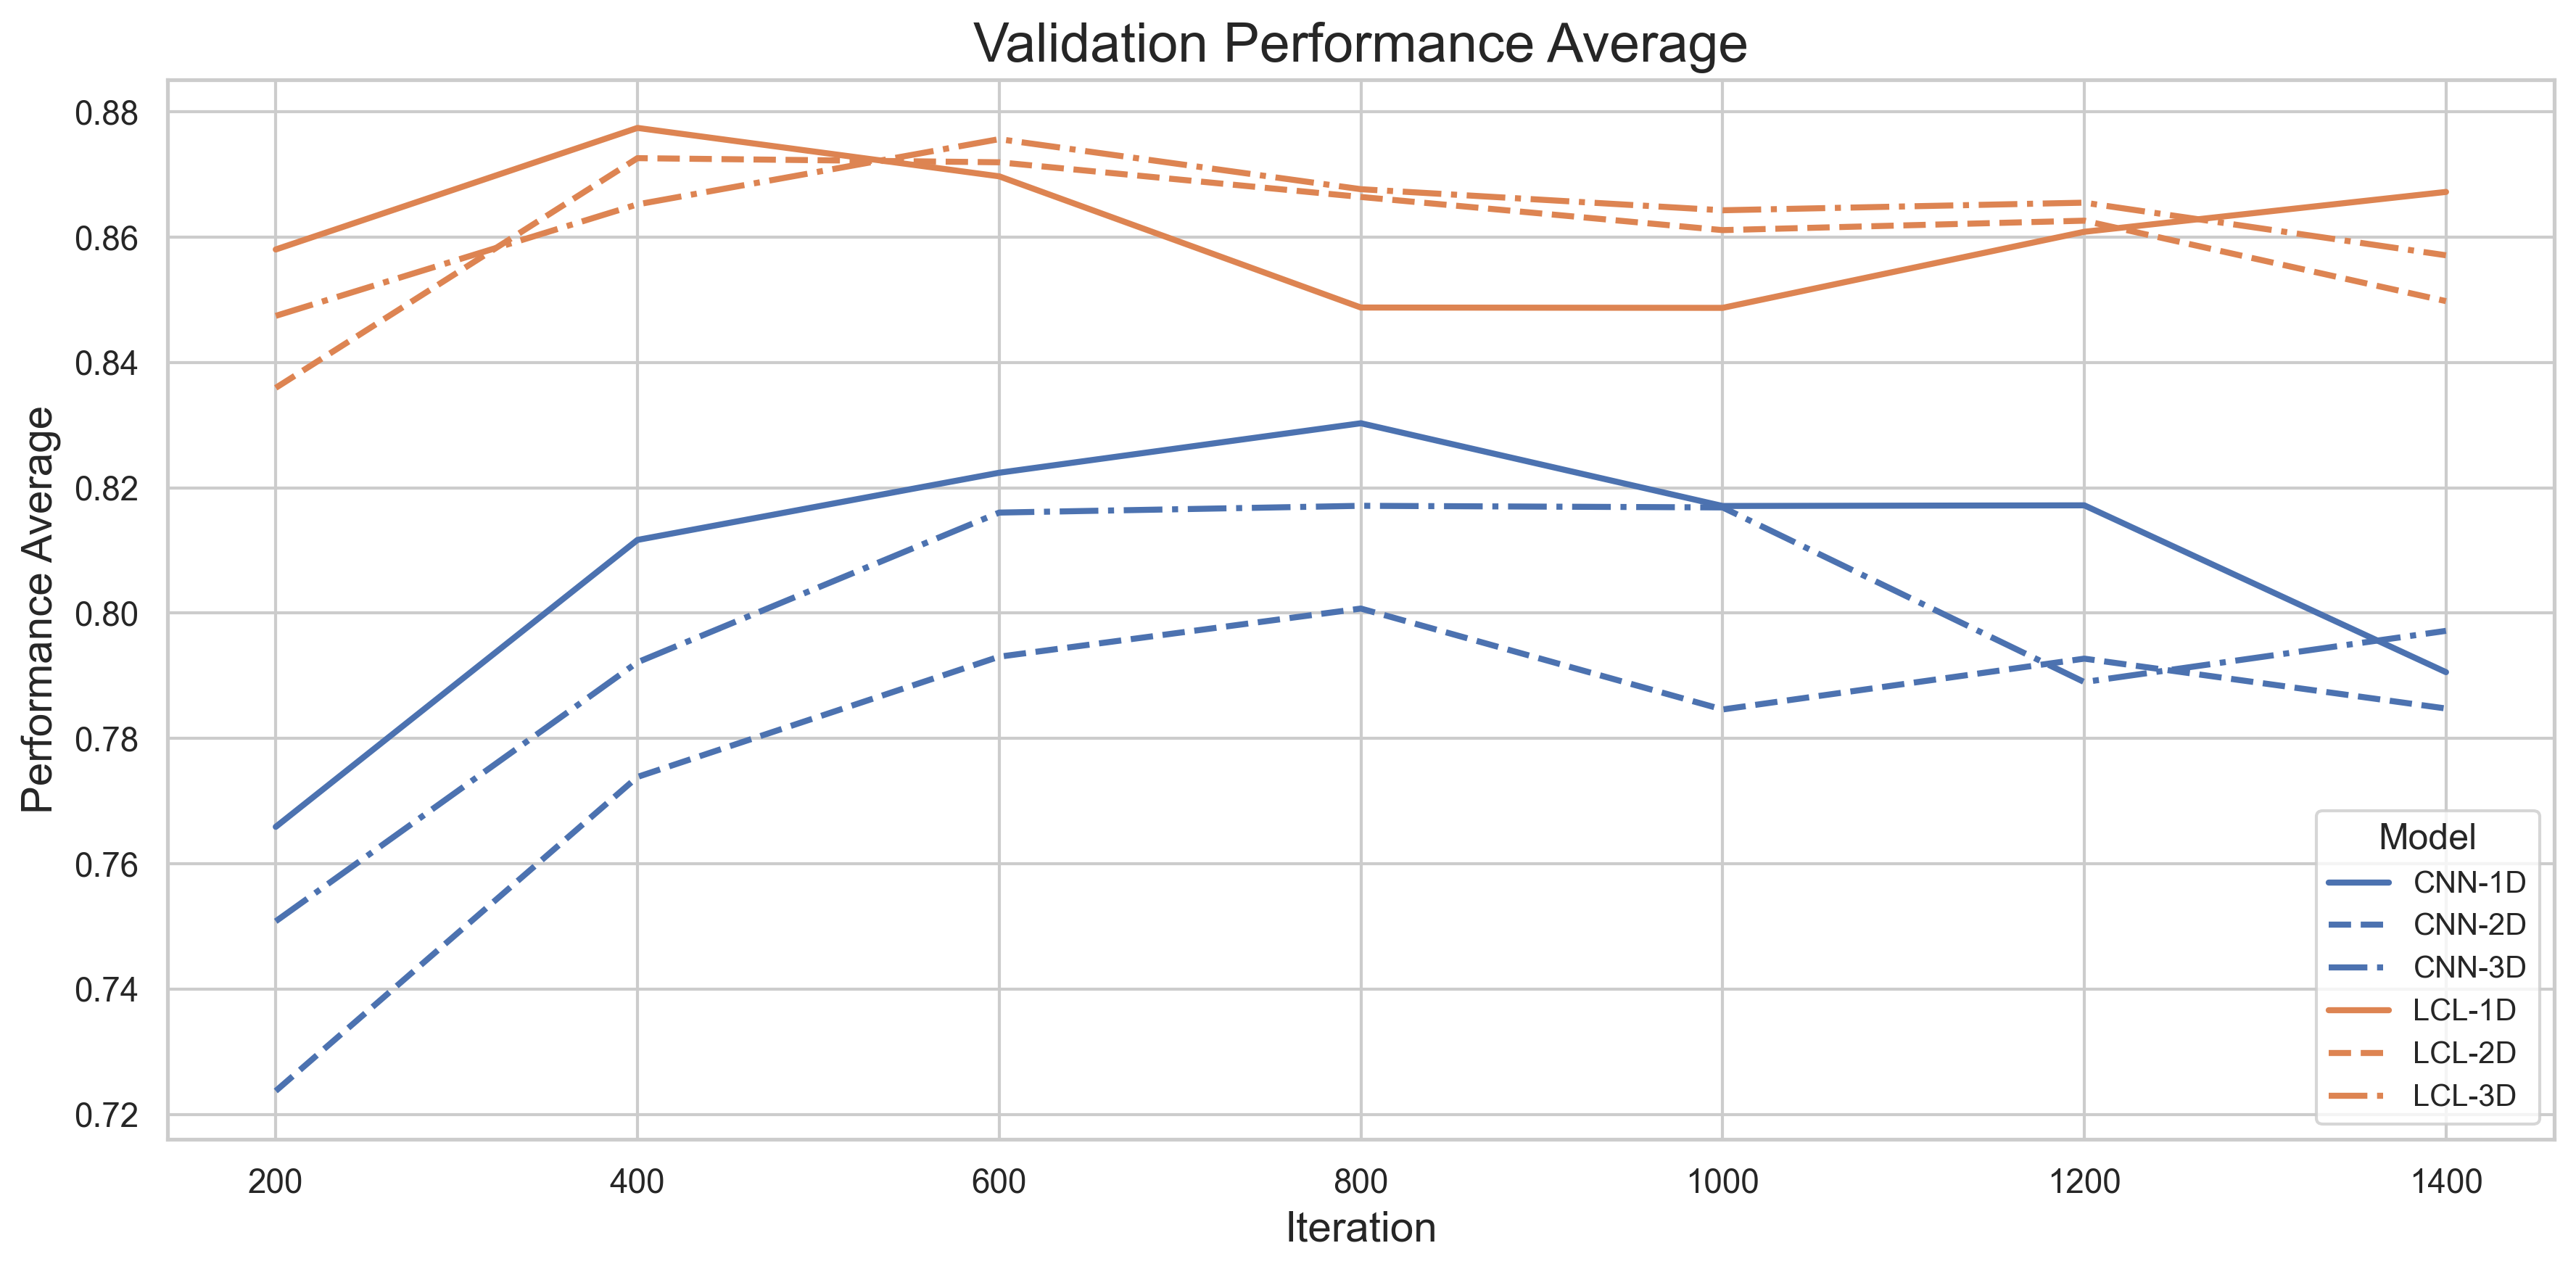 Validation Performance Average
Performance Average
0.88
0.86
0.84
0.82
0.80
0.78
0.76
0.74
0.72
200 400 600 800 1000 1200 1400
Iteration
Model
CNN-1D
CNN-2D
CNN-3D
LCL-1D
LCL-2D
LCL-3D